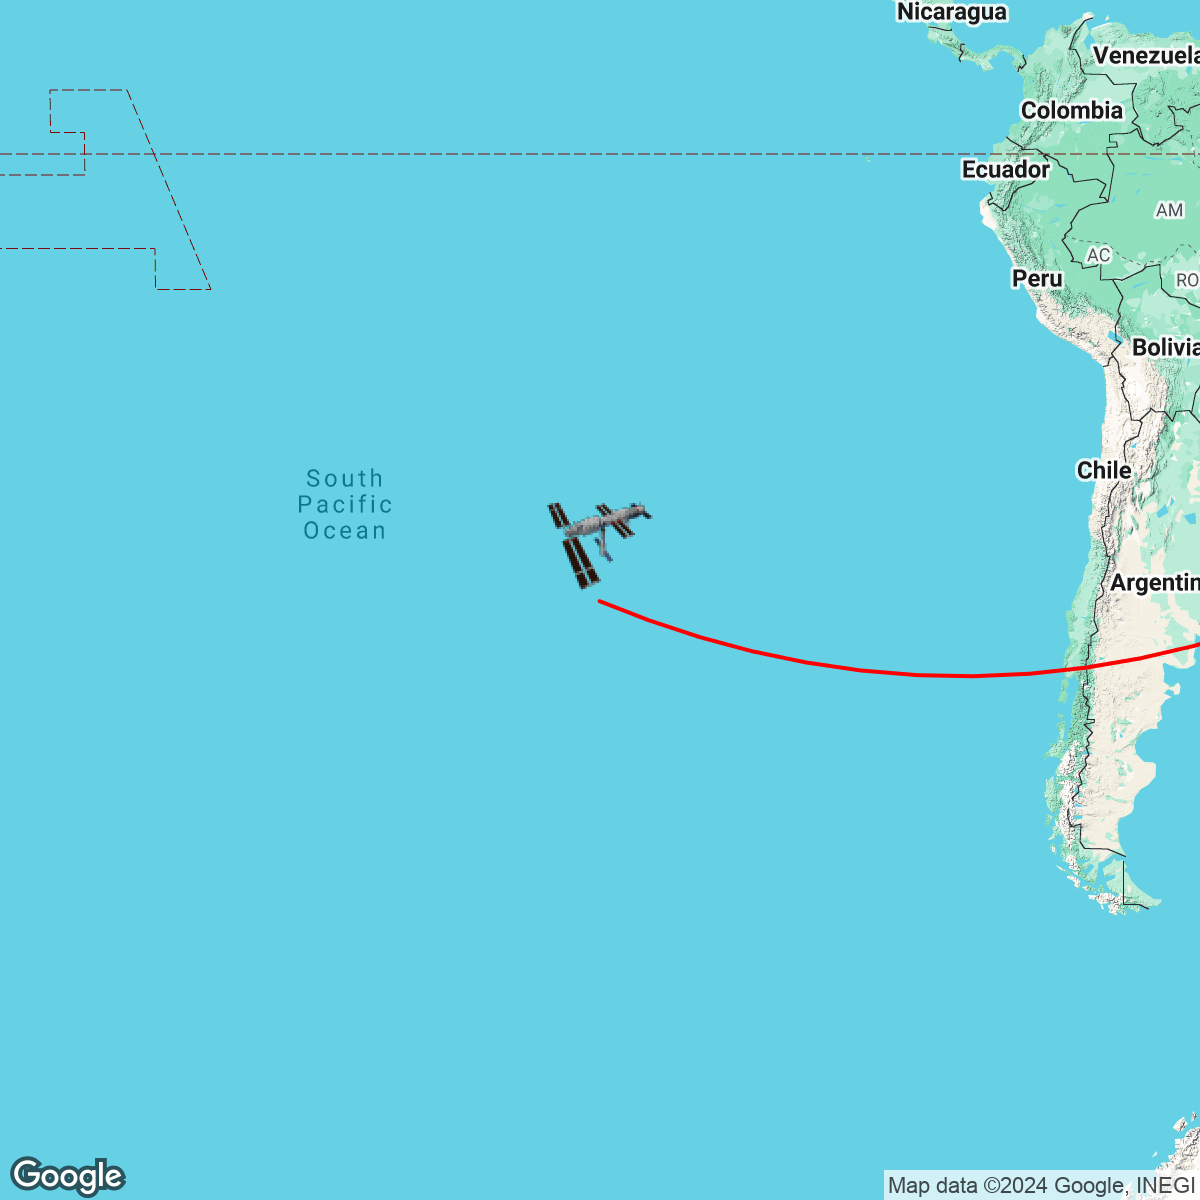 Nicaragua
Venezuela
Colombia
Ecuador
AM
AC
Peru
RO
Bolivia
Chile
South
Pacific
Ocean
Argentin
Google
Map data ©2024 Google, INEGI